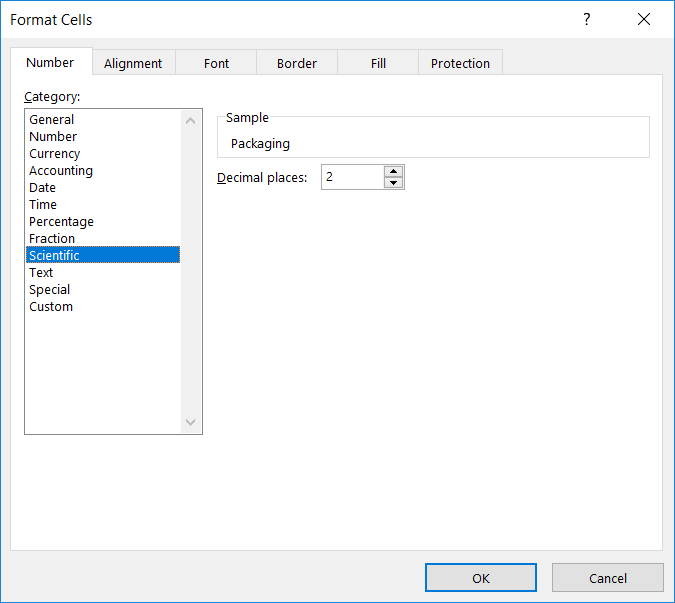 Format Cells
?
Number Alignment Font Border Fill Protection
Category:
General
Number
Currency
Accounting
Date
Time
Percentage
Fraction
Scientific
Text
Special
Custom
Sample
Packaging
Decimal places: 2
OK Cancel